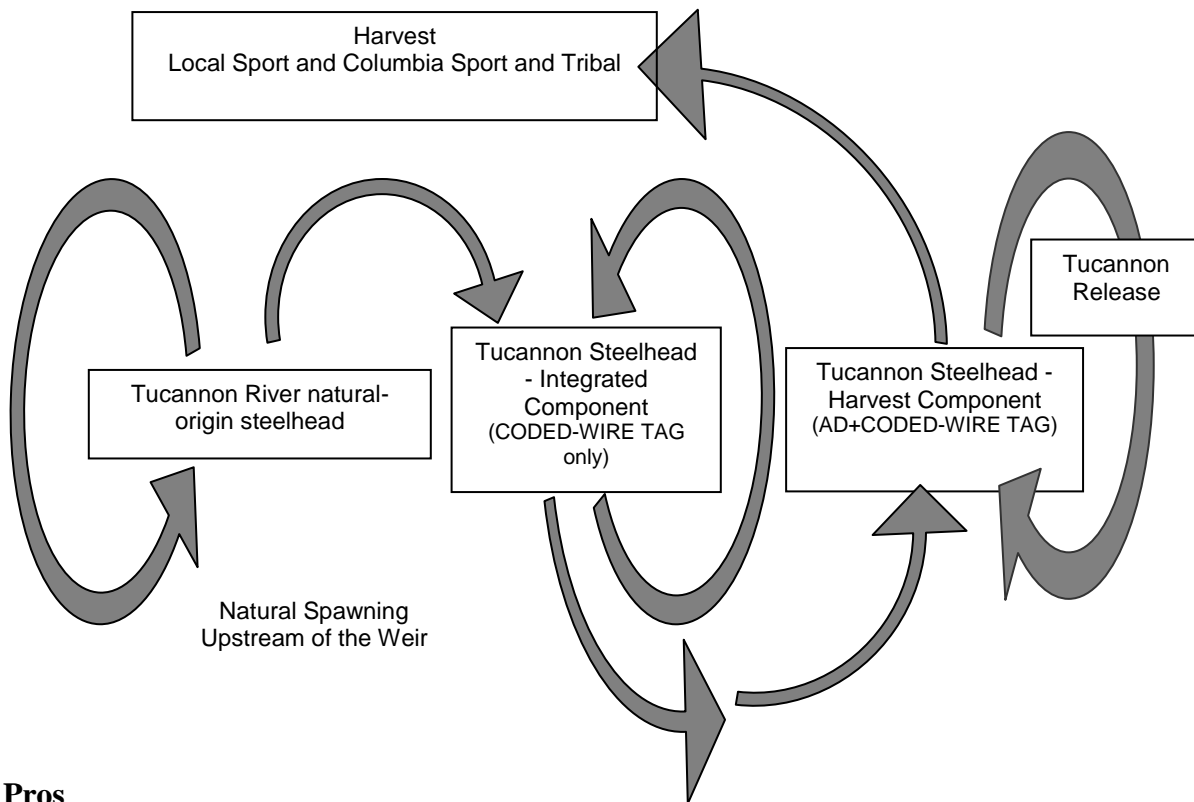 Harvest
Local Sport and Columbia Sport and Tribal
Tucannon
Release
Tucannon River natural-
origin steelhead
Tucannon Steelhead
- Integrated
Component
(CODED-WIRE TAG
only)
Tucannon Steelhead -
Harvest Component
(AD+CODED-WIRE TAG)
Natural Spawning
Upstream of the Weir
Pros